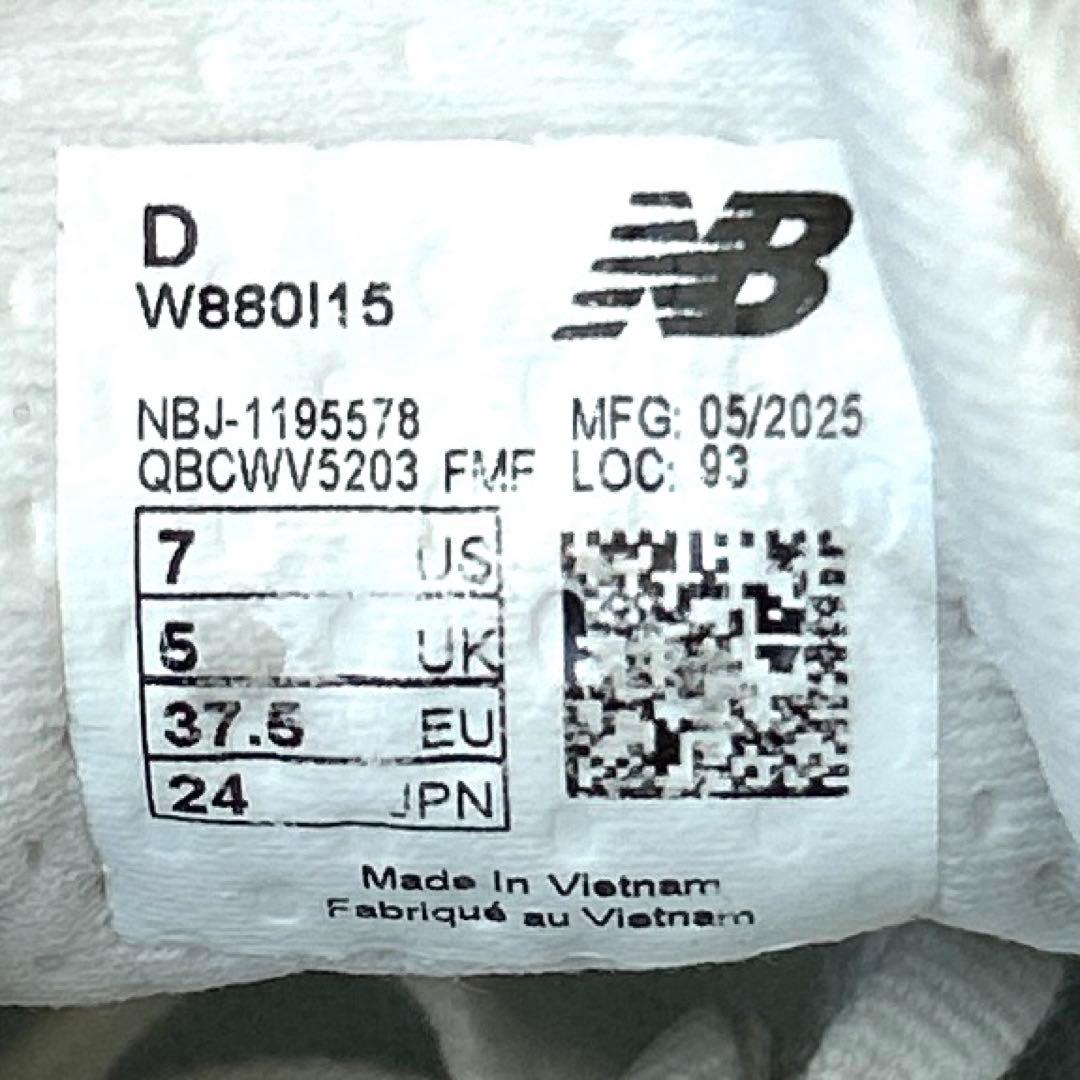 D
NB
W880I15
NBJ-1195578
MFG: 05/2025
QBCWV5203 FMF
LOC: 93
7 US
5 UK
37.5 EU
24 JPN
Made In Vietnam
Fabriqué au Vietnam